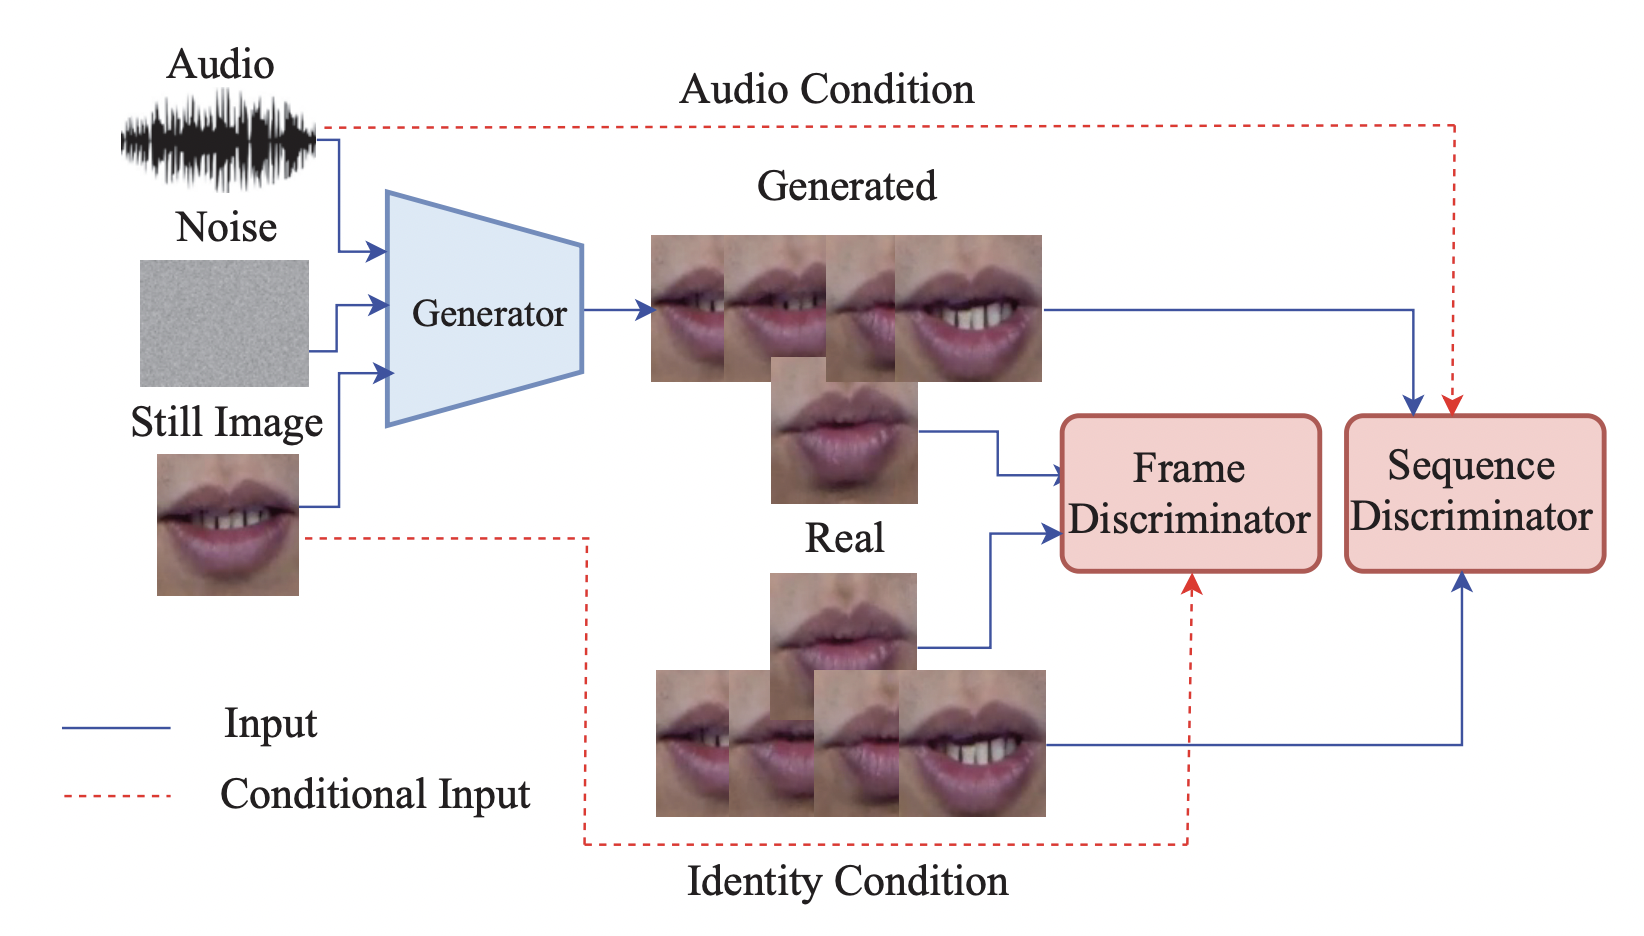 Audio
Audio Condition
Generated
Noise
Generator
Still Image
Frame
Discriminator
Sequence
Discriminator
Real
Input
Conditional Input
Identity Condition